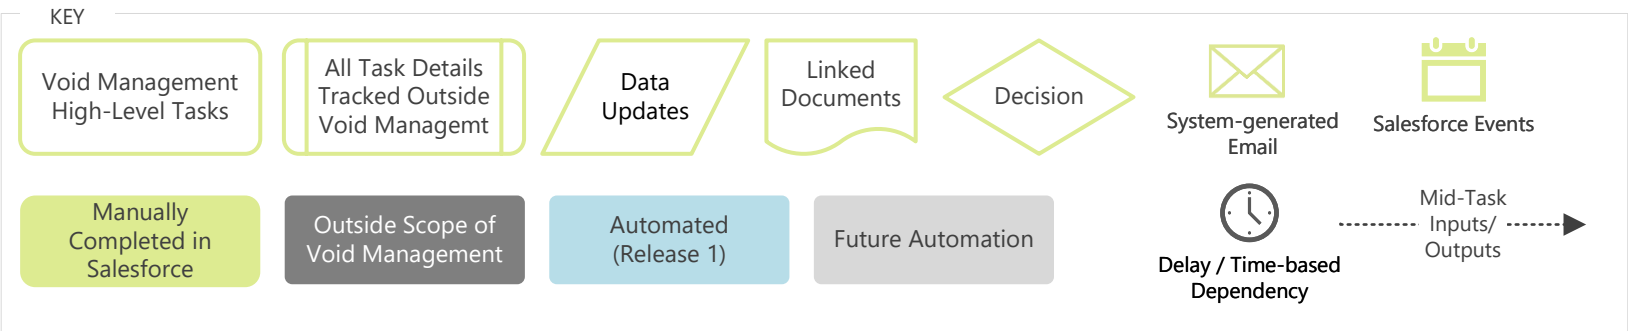 KEY
Void Management
High-Level Tasks
All Task Details
Tracked Outside
Void Managemt
Data
Updates
Linked
Documents
Decision
System-generated
Email
Salesforce Events
Manually
Completed in
Salesforce
Outside Scope of
Void Management
Automated
(Release 1)
Future Automation
Delay / Time-based
Dependency
Mid-Task
Inputs/
Outputs